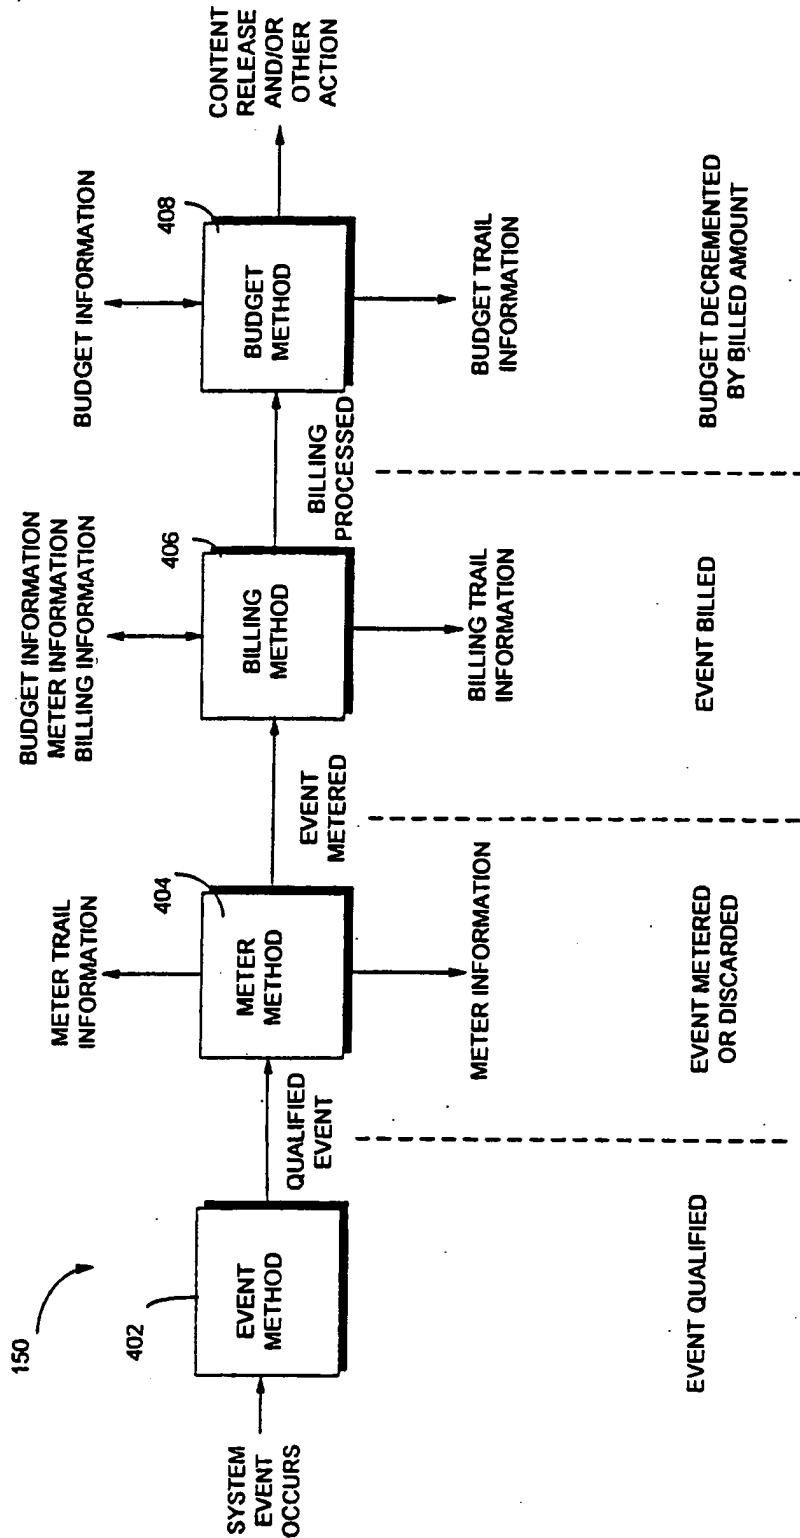 150
SYSTEM
EVENT
OCCURS
402
EVENT
METHOD
QUALIFIED
EVENT
EVENT QUALIFIED
METER TRAIL
INFORMATION
404
METER
METHOD
EVENT
METERED
METER INFORMATION
EVENT METERED
OR DISCARDED
BUDGET INFORMATION
METER INFORMATION
BILLING INFORMATION
406
BILLING
METHOD
BILLING
PROCESSED
BILLING TRAIL
INFORMATION
EVENT BILLED
BUDGET INFORMATION
408
BUDGET
METHOD
CONTENT
RELEASE
AND/OR
OTHER
ACTION
BUDGET TRAIL
INFORMATION
BUDGET DECREMENTED
BY BILLED AMOUNT